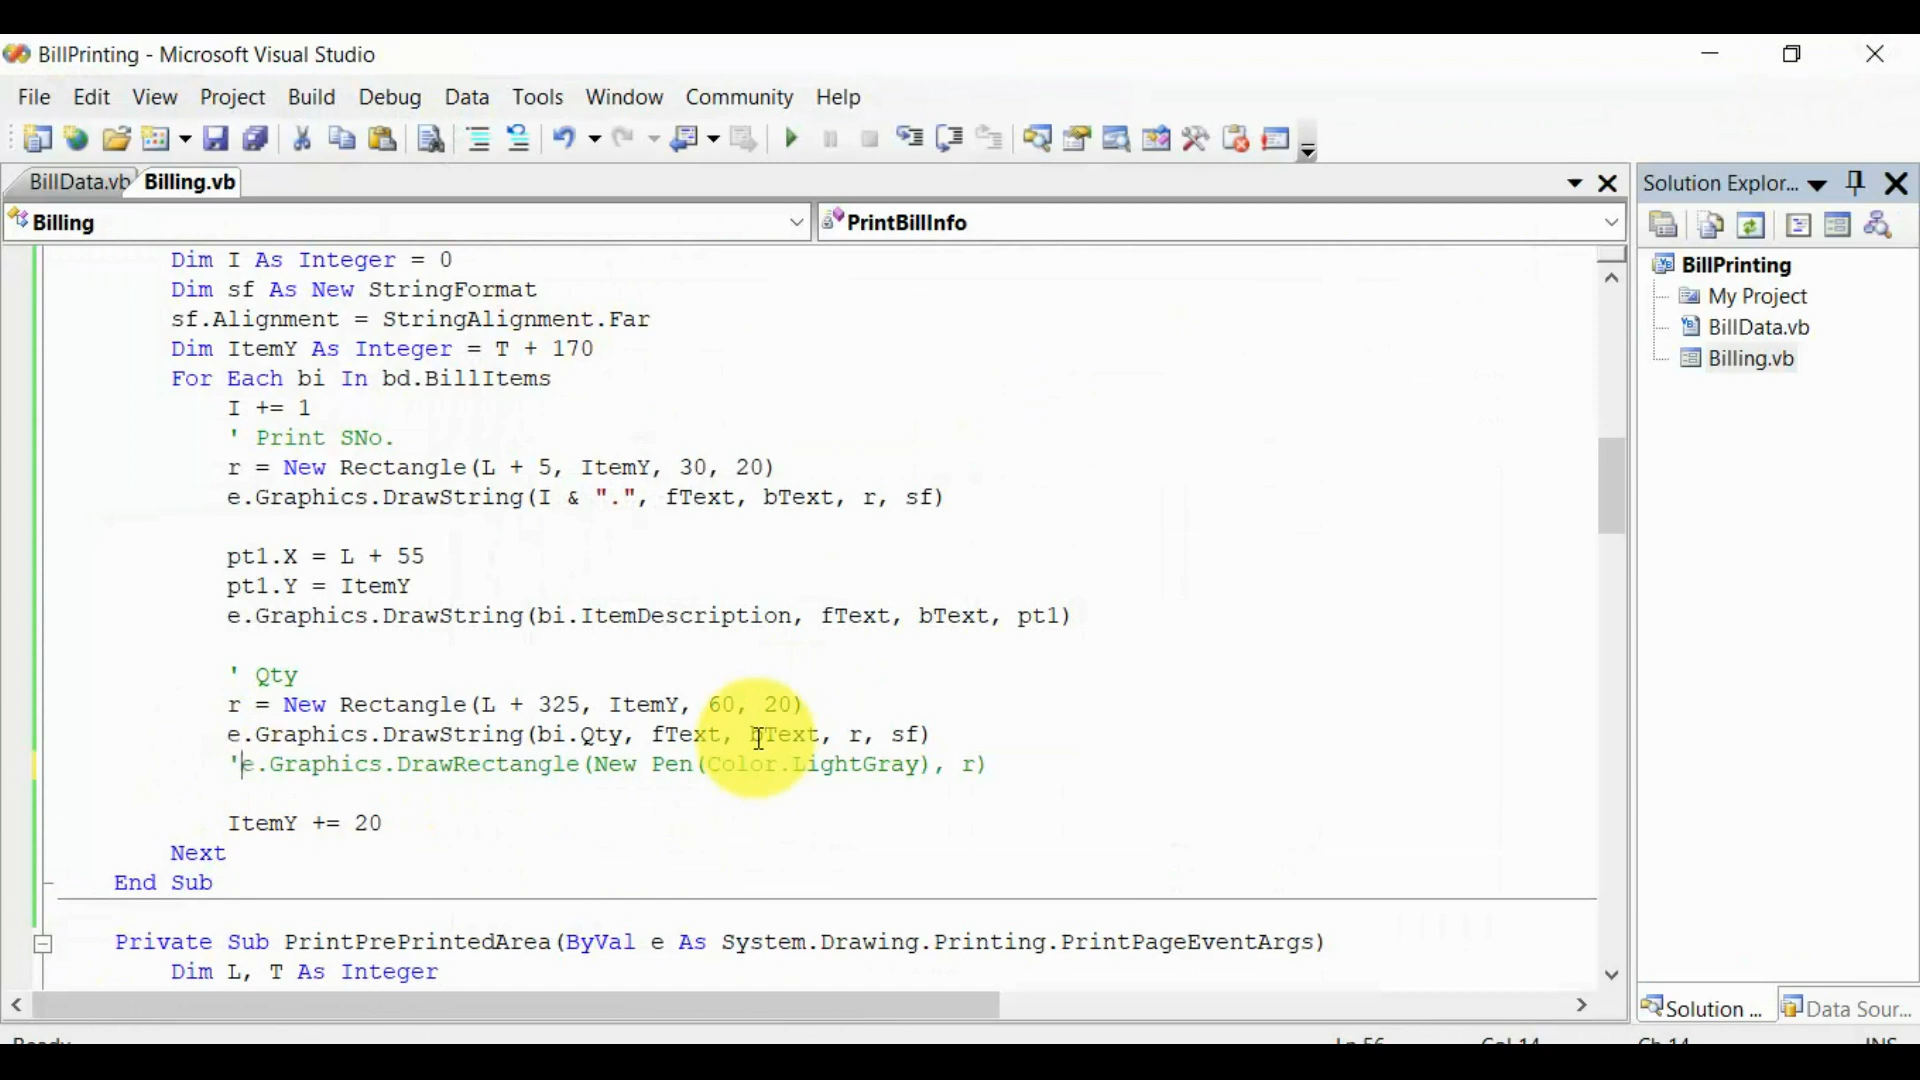 BillPrinting - Microsoft Visual Studio
File Edit View Project Build Debug Data Tools Window Community Help
BillData.vb Billing.vb
Solution Explor...
Billing PrintBillInfo
Dim I As Integer = 0
Dim sf As New StringFormat
sf.Alignment = StringAlignment.Far
Dim ItemY As Integer = T + 170
For Each bi In bd.BillItems
I += 1
' Print SNo.
r = New Rectangle(L + 5, ItemY, 30, 20)
e.Graphics.DrawString(I & ".", fText, bText, r, sf)
pt1.X = L + 55
pt1.Y = ItemY
e.Graphics.DrawString(bi.ItemDescription, fText, bText, pt1)
' Qty
r = New Rectangle(L + 325, ItemY, 60, 20)
e.Graphics.DrawString(bi.Qty, fText, bText, r, sf)
'e.Graphics.DrawRectangle(New Pen(Color.LightGray), r)
ItemY += 20
Next
End Sub
Private Sub PrintPrePrintedArea(ByVal e As System.Drawing.Printing.PrintPageEventArgs)
Dim L, T As Integer
BillPrinting
My Project
BillData.vb
Billing.vb
Solution ... Data Sour...